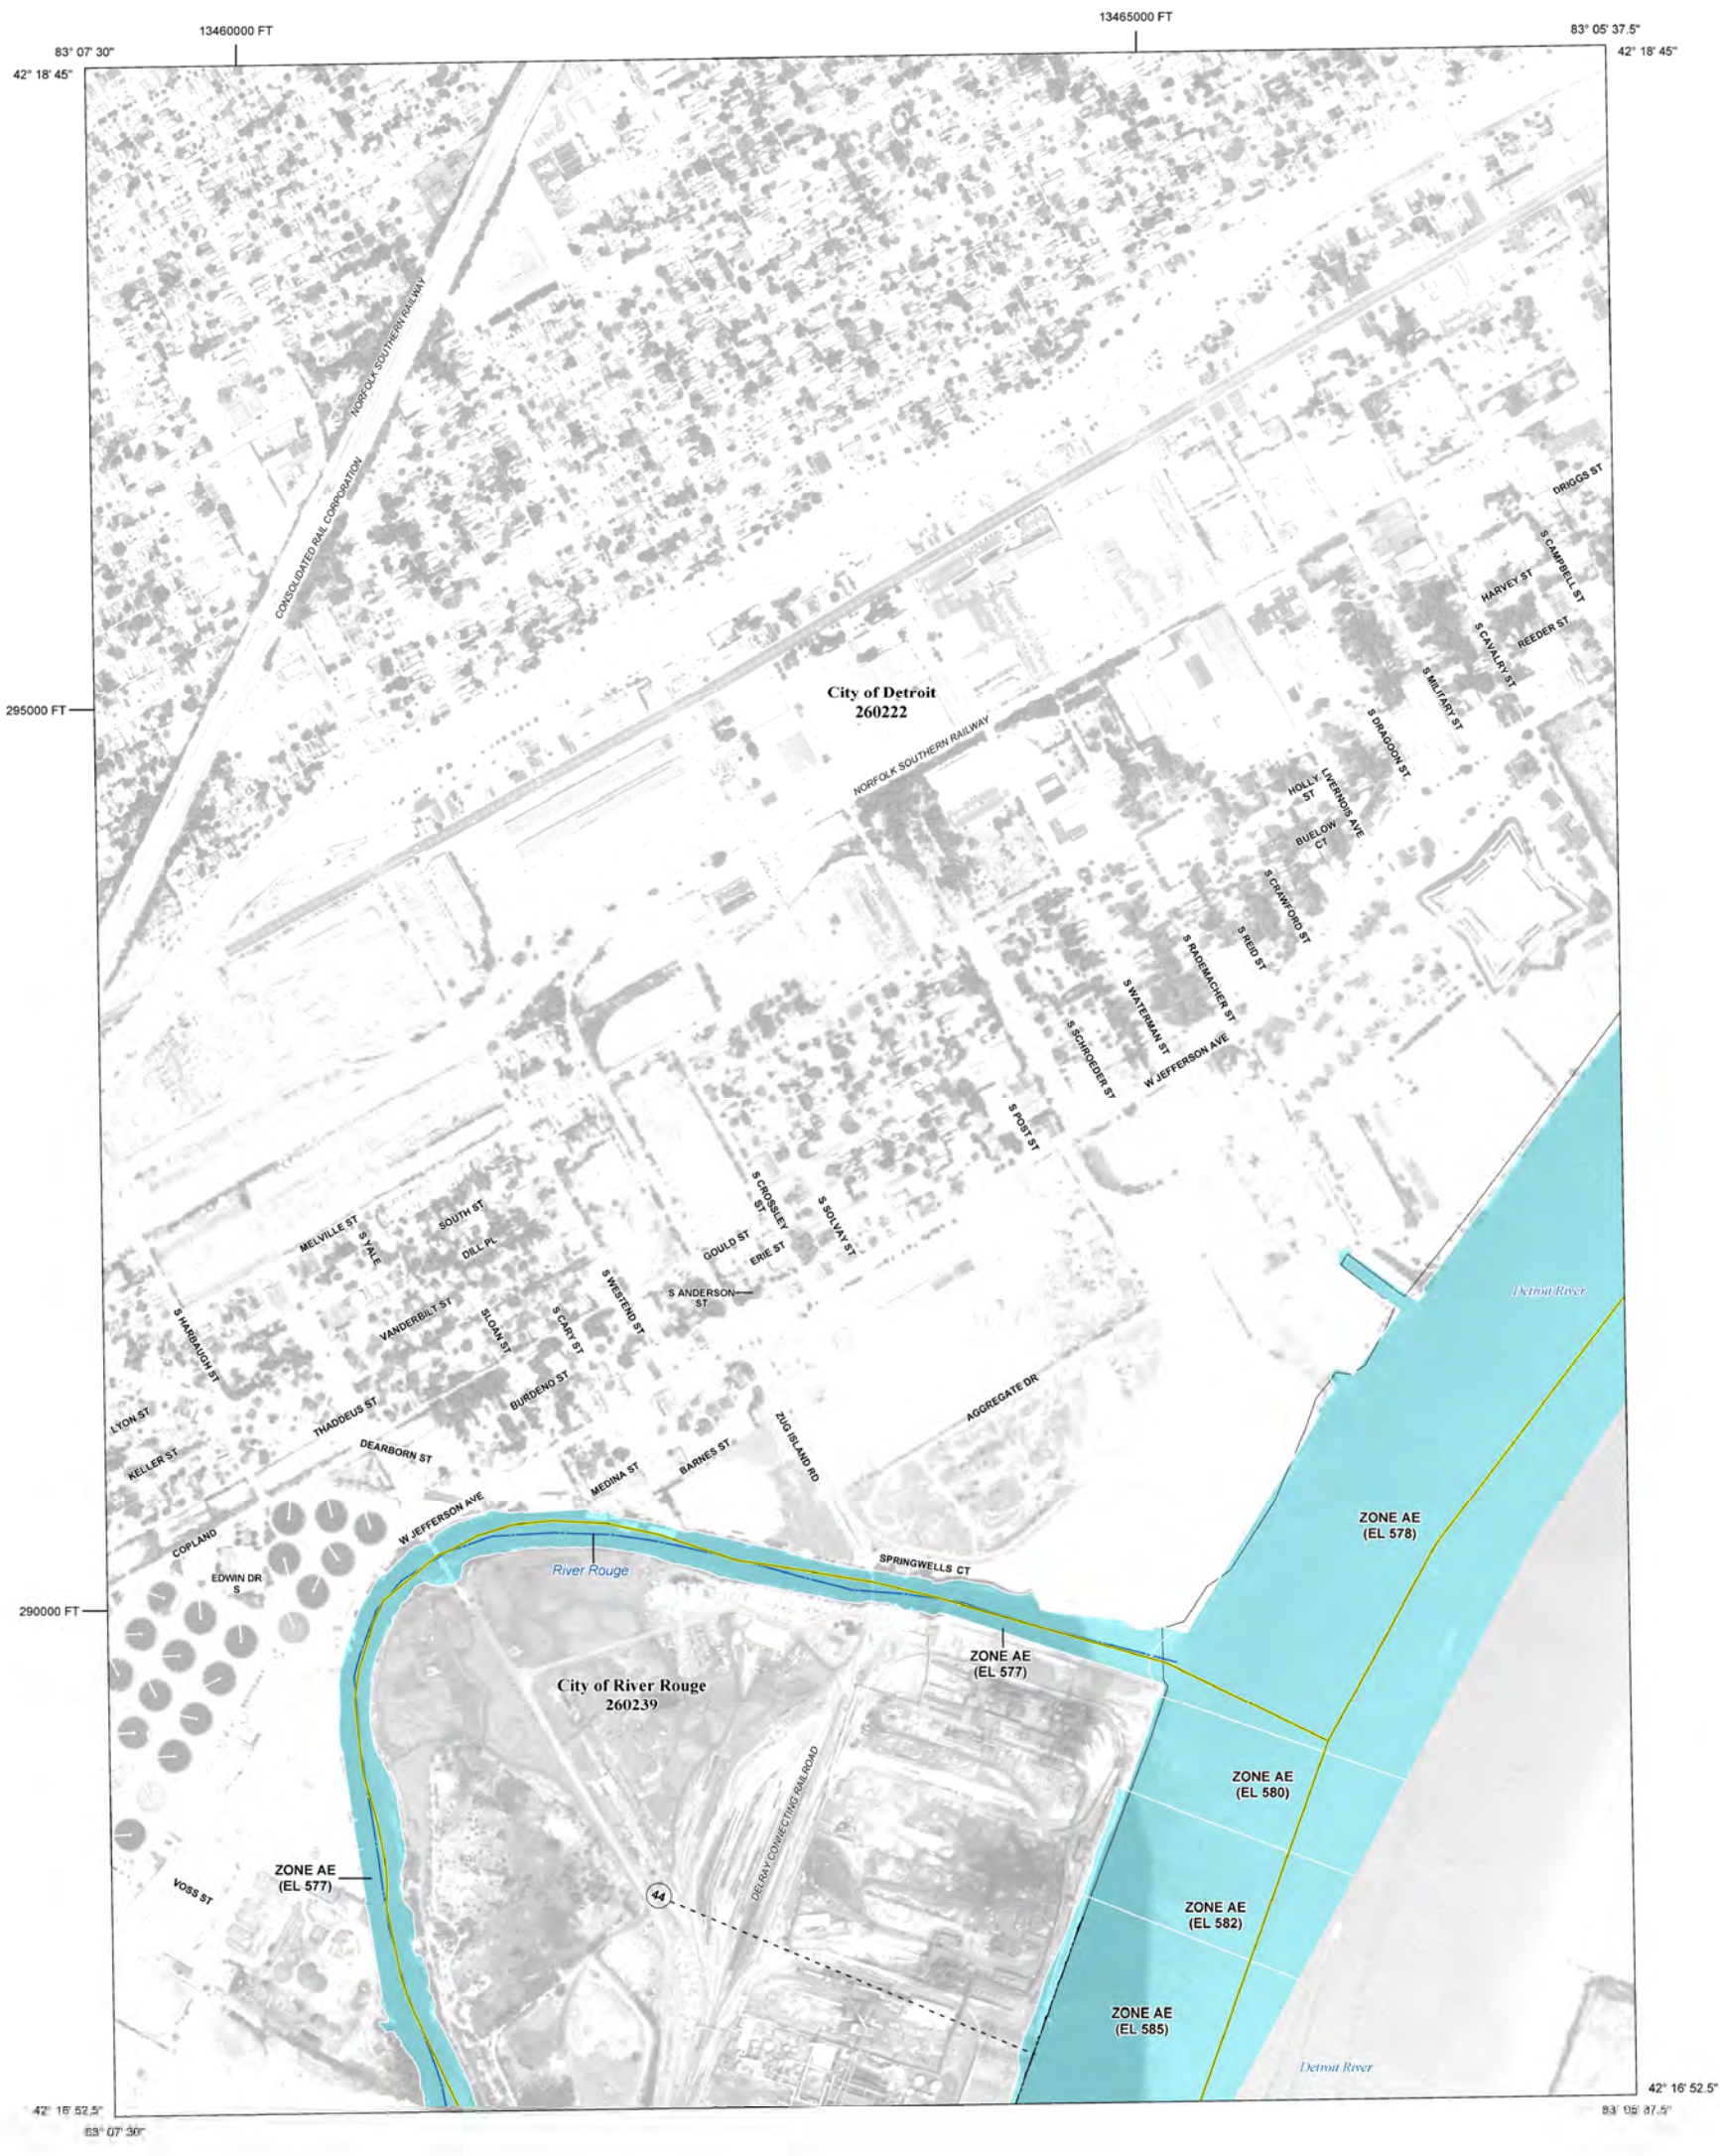 13460000 FT
13465000 FT
83° 07' 30"
83° 05' 37.5"
42° 18' 45"
42° 18' 45"
NORFOLK SOUTHERN RAILWAY
CONSOLIDATED RAIL CORPORATION
DRIGGS ST
S CAMPBELL ST
HARVEY ST
REEDER ST
S CAVALRY ST
S MILITARY ST
City of Detroit
260222
295000 FT
NORFOLK SOUTHERN RAILWAY
S DRAGOON ST
HOLLY
ST
LIVERNOIS AVE
BUELOW
CT
S CRAWFORD ST
S REID ST
S RADEMACHER ST
S WATERMAN ST
S SCHROEDER ST
W JEFFERSON AVE
S POST ST
S CROSSLEY
ST
S SOLVAY ST
SOUTH ST
MELVILLE ST
S YALE
DILL PL
GOULD ST
ERIE ST
S ANDERSON
ST
S WESTEND ST
Detroit River
S HARBAUGH ST
VANDERBILT ST
SLOAN ST
S CARY ST
BURDENO ST
AGGREGATE DR
LYON ST
THADDEUS ST
KELLER ST
DEARBORN ST
ZUG ISLAND RD
BARNES ST
MEDINA ST
W JEFFERSON AVE
COPLAND
ZONE AE
(EL 578)
EDWIN DR
S
River Rouge
SPRINGWELLS CT
290000 FT
ZONE AE
(EL 577)
City of River Rouge
260239
DELRAY CONNECTING RAILROAD
ZONE AE
(EL 580)
ZONE AE
(EL 577)
VOSS ST
44
ZONE AE
(EL 582)
ZONE AE
(EL 585)
Detroit River
42° 16' 52.5"
42° 16' 52.5"
83° 07' 30"
83° 05' 37.5"